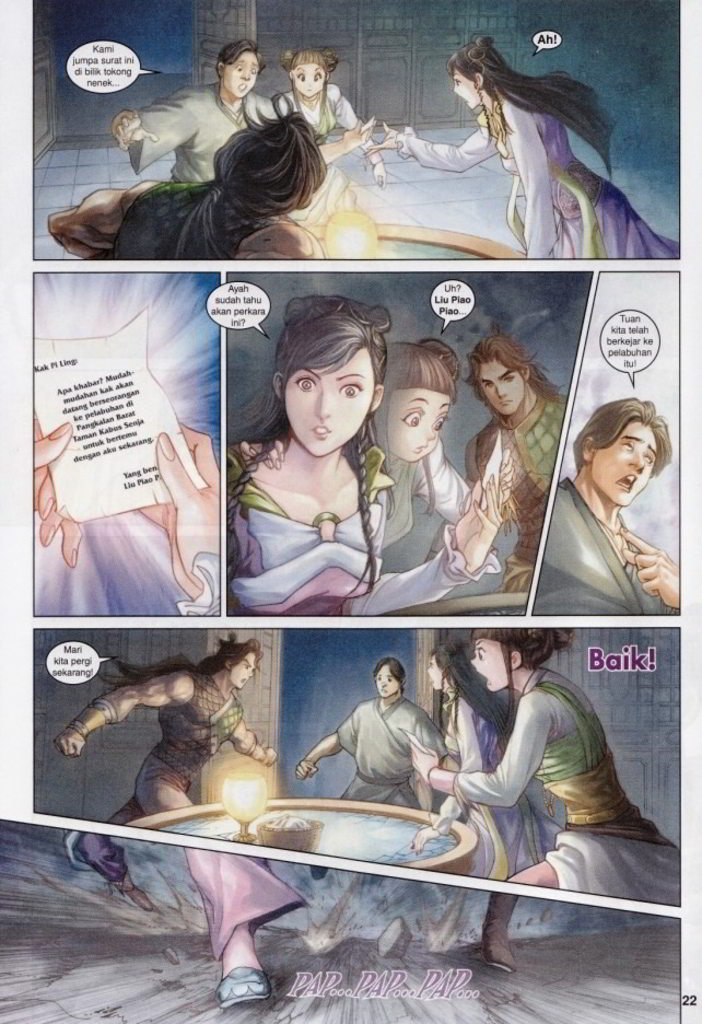 Kami
jumpa surat ini
di bilik tokong
nenek...
Ah!
Kak Pi Ling:
Apa khabar? Mudah-
mudahan kak akan
datang berseorangan
ke pelabuhan di
Pangkalan Barat
Taman Kabus Senja
untuk bertemu
dengan aku sekarang.
Yang ben
Liu Piao P
Ayah
sudah tahu
akan perkara
ini?
Uh?
Liu Piao
Piao...
Tuan
kita telah
berkejar ke
pelabuhan
itu!
Mari
kita pergi
sekarang!
Baik!
PAP...PAP...PAP...
22